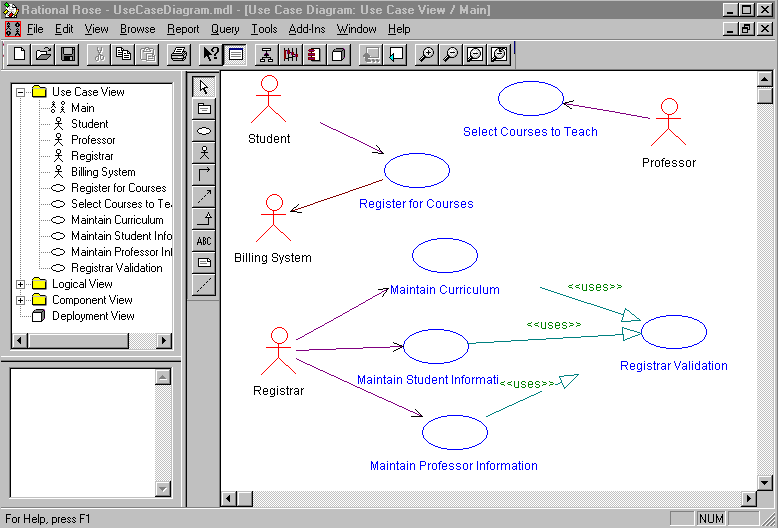 Rational Rose - UseCaseDiagram.mdl - [Use Case Diagram: Use Case View / Main]
File Edit View Browse Report Query Tools Add-Ins Window Help
Use Case View
Main
Student
Professor
Registrar
Billing System
Register for Courses
Select Courses to Tea
Maintain Curriculum
Maintain Student Info
Maintain Professor In
Registrar Validation
Logical View
Component View
Deployment View
ABC
Student
Select Courses to Teach
Professor
Register for Courses
Billing System
Maintain Curriculum
<<uses>>
<<uses>>
Registrar Validation
Registrar
Maintain Student Informati
<<uses>>
Maintain Professor Information
For Help, press F1
NUM